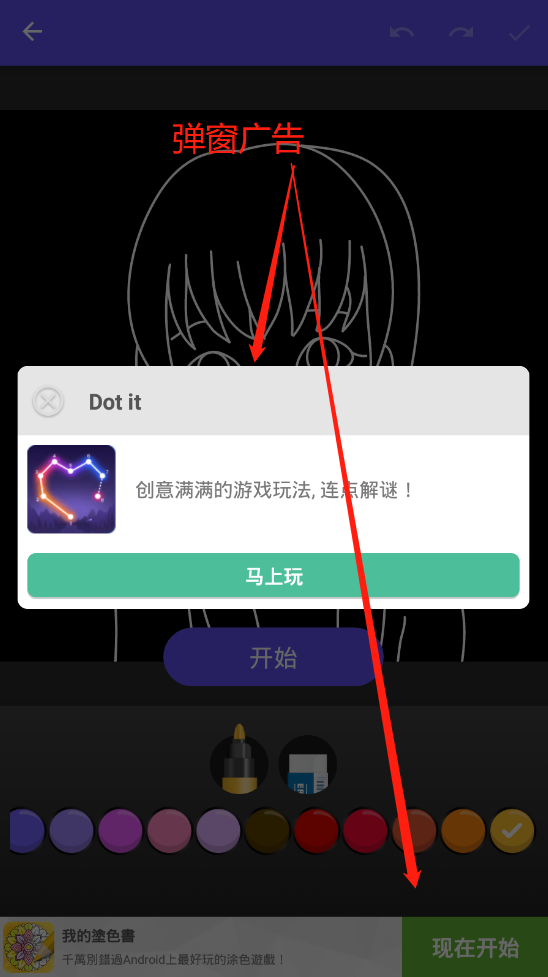 弹窗广告
Dot it
创意满满的游戏玩法, 连点解谜！
马上玩
开始
我的塗色書
千萬別錯過Android上最好玩的涂色遊戲！
现在开始